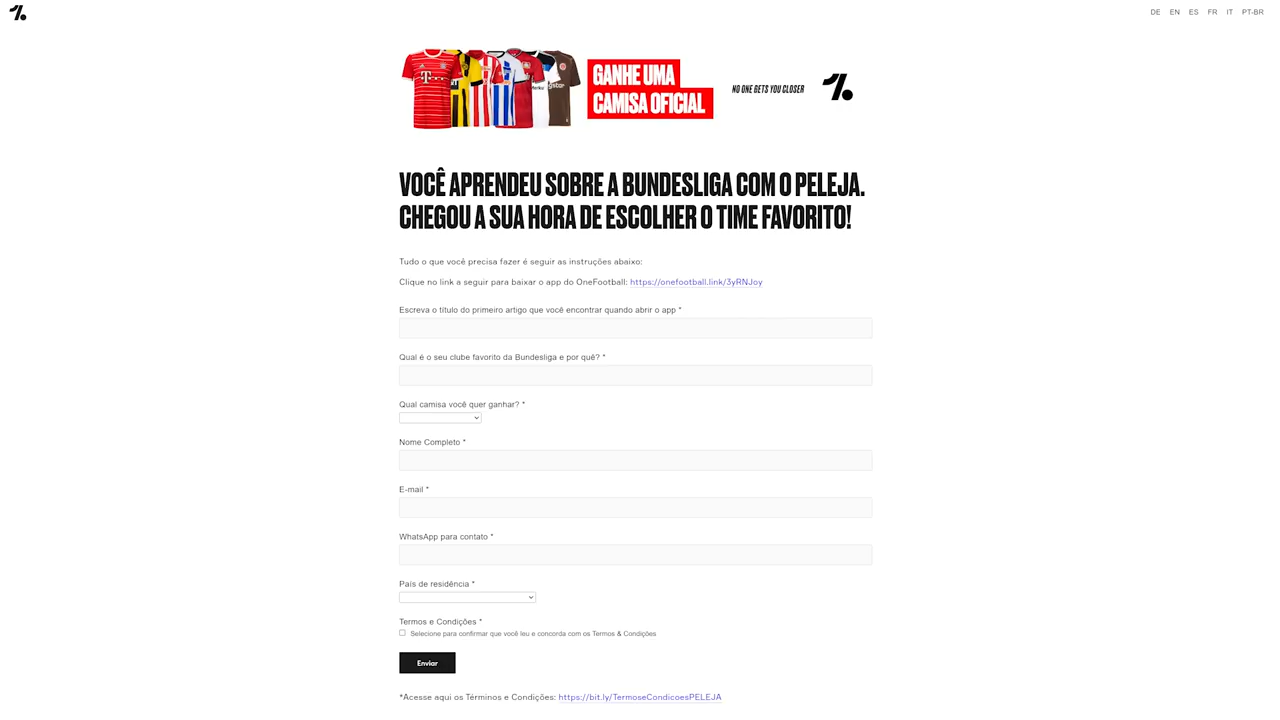 DE EN ES FR IT PT-BR
GANHE UMA
CAMISA OFICIAL
NO ONE GETS YOU CLOSER
VOCÊ APRENDEU SOBRE A BUNDESLIGA COM O PELEJA.
CHEGOU A SUA HORA DE ESCOLHER O TIME FAVORITO!
Tudo o que você precisa fazer é seguir as instruções abaixo:
Clique no link a seguir para baixar o app do OneFootball: https://onefootball.link/3yRNJoy
Escreva o título do primeiro artigo que você encontrar quando abrir o app *
Qual é o seu clube favorito da Bundesliga e por quê? *
Qual camisa você quer ganhar? *
Nome Completo *
E-mail *
WhatsApp para contato *
País de residência *
Termos e Condições *
Selecione para confirmar que você leu e concorda com os Termos & Condições
Enviar
*Acesse aqui os Términos e Condições: https://bit.ly/TermoseCondicoesPELEJA